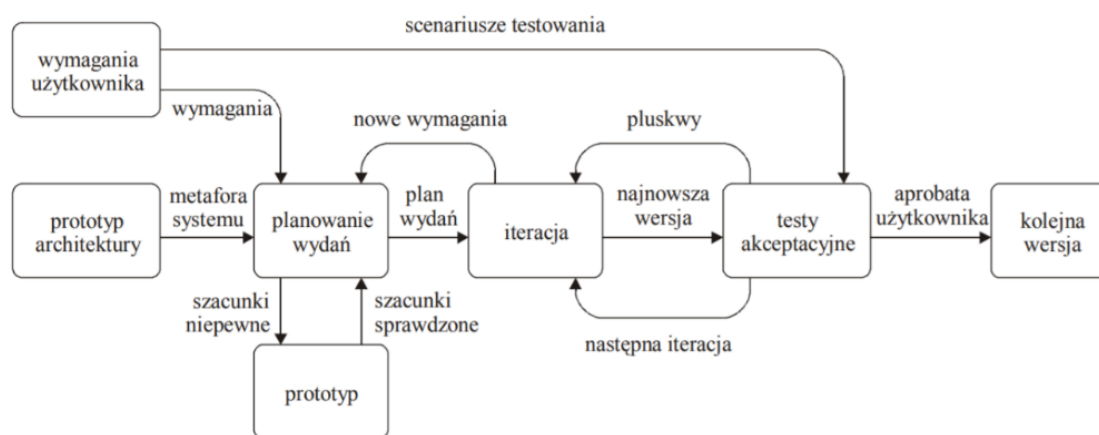 scenariusze testowania
wymagania
użytkownika
wymagania
nowe wymagania
pluskwy
prototyp
architektury
metafora
systemu
planowanie
wydań
plan
wydań
iteracja
najnowsza
wersja
testy
akceptacyjne
aprobata
użytkownika
kolejna
wersja
szacunki
niepewne
szacunki
sprawdzone
następna iteracja
prototyp